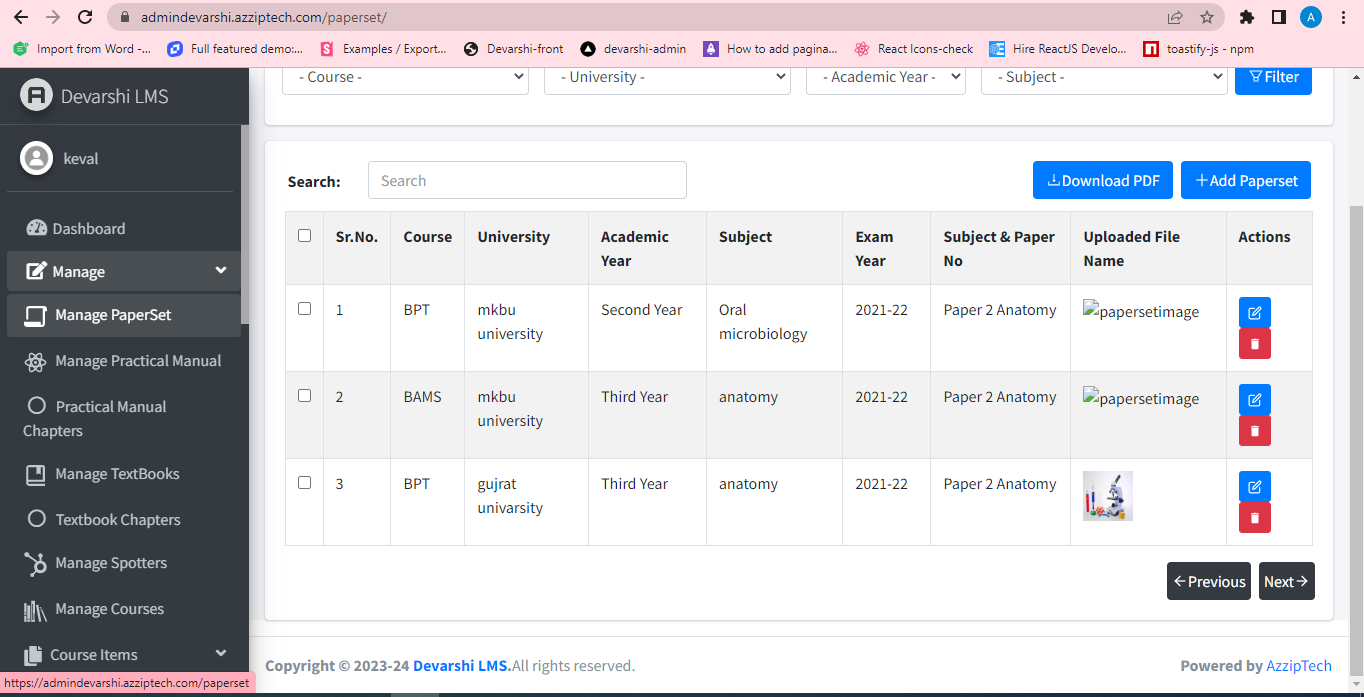 admindevarshi.azziptech.com/paperset/
A
Import from Word -...
Full featured demo:...
Examples / Export...
Devarshi-front
devarshi-admin
How to add pagina...
React Icons-check
Hire ReactJS Develo...
toastify-js - npm
Devarshi LMS
keval
Dashboard
Manage
Manage PaperSet
Manage Practical Manual
Practical Manual
Chapters
Manage TextBooks
Textbook Chapters
Manage Spotters
Manage Courses
Course Items
https://admindevarshi.azziptech.com/paperset
- Course - - University - - Academic Year - - Subject - Filter
Search: Search Download PDF +Add Paperset
Sr.No. Course University Academic Subject Exam Subject & Paper Uploaded File Actions
Year Year No Name
1 BPT mkbu Second Year Oral 2021-22 Paper 2 Anatomy papersetimage
university microbiology
2 BAMS mkbu Third Year anatomy 2021-22 Paper 2 Anatomy papersetimage
university
3 BPT gujrat Third Year anatomy 2021-22 Paper 2 Anatomy
univarsity
←Previous Next→
Copyright © 2023-24 Devarshi LMS.All rights reserved. Powered by AzzipTech